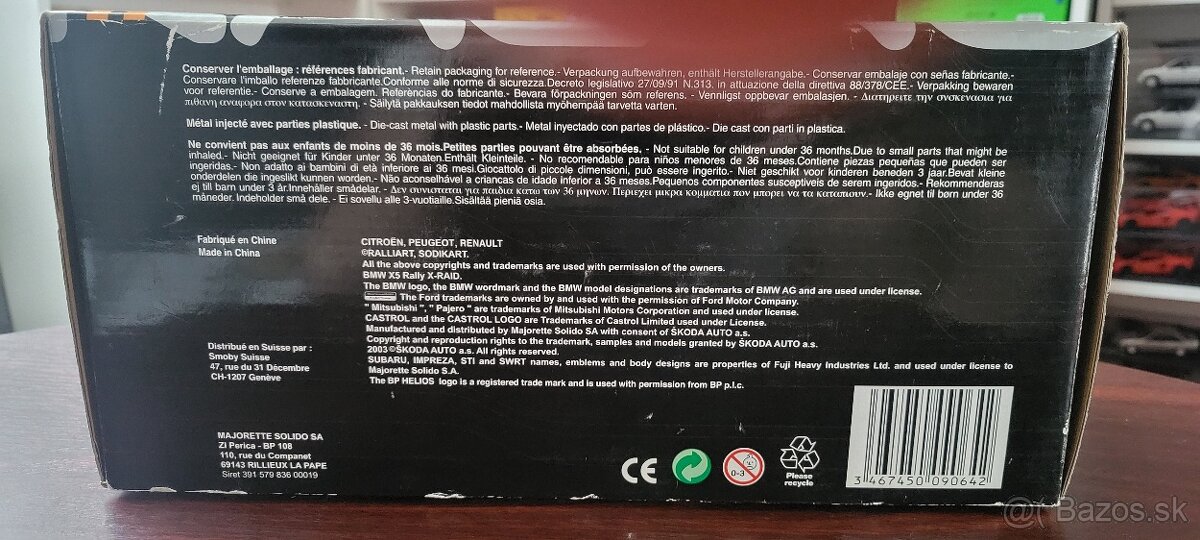 Conserver l'emballage : références fabricant.- Retain packaging for reference.- Verpackung aufbewahren, enthält Herstellerangabe.- Conservar embalaje con señas fabricante.-
Conservare l'imballo referenze fabbricante.Conforme alle norme di sicurezza.Decreto legislativo 27/09/91 N.313. in attuazione della direttiva 88/378/CEE.- Verpakking bewaren
voor referentie.- Conserve a embalagem. Referências do fabricante.- Bevara förpackningen som referens. - Vennligst oppbevar embalasjen. - Διατηρειτε την συσκενασια για
πιθανη αναφορα στον κατασκεναστη. - Säilytä pakkauksen tiedot mahdollista myöhempää tarvetta varten.
Métal injecté avec parties plastique. - Die-cast metal with plastic parts.- Metal inyectado con partes de plástico.- Die cast con parti in plastica.
Ne convient pas aux enfants de moins de 36 mois.Petites parties pouvant être absorbées. - Not suitable for children under 36 months.Due to small parts that might be
inhaled.- Nicht geeignet für Kinder unter 36 Monaten.Enthält Kleinteile. - No recomendable para niños menores de 36 meses.Contiene piezas pequeñas que pueden ser
ingeridas.- Non adatto ai bambini di età inferiore ai 36 mesi.Giocattolo di piccole dimensioni, può essere ingerito.- Niet geschikt voor kinderen beneden 3 jaar.Bevat kleine
onderdelen die ingeslikt kunnen worden.- Não aconselhável a crianças de idade inferior a 36 meses.Pequenos componentes susceptiveis de serem ingeridos.- Rekommenderas
ej till barn under 3 år.Innehåller smådelar. - Δεν συνισταται για παιδια κατω των 36 μηνων. Περιεχει μικρα κομματια που μπορει να τα καταπιουν.- Ikke egnet til børn under 36
måneder. Indeholder små dele. - Ei sovellu alle 3-vuotiaille.Sisältää pieniä osia.
Fabriqué en Chine
Made in China
CITROËN, PEUGEOT, RENAULT
©RALLIART, SODIKART.
All the above copyrights and trademarks are used with permission of the owners.
BMW X5 Rally X-RAID.
The BMW logo, the BMW wordmark and the BMW model designations are trademarks of BMW AG and are used under license.
The Ford trademarks are owned by and used with the permission of Ford Motor Company.
" Mitsubishi ", " Pajero " are trademarks of Mitsubishi Motors Corporation and used under License.
CASTROL and the CASTROL LOGO are Trademarks of Castrol Limited used under License.
Manufactured and distributed by Majorette Solido SA with consent of ŠKODA AUTO a.s.
Copyright and reproduction rights to the trademark, samples and models granted by ŠKODA AUTO a.s.
2003 ©ŠKODA AUTO a.s. All rights reserved.
SUBARU, IMPREZA, STI and SWRT names, emblems and body designs are properties of Fuji Heavy Industries Ltd. and used under license to
Majorette Solido S.A.
The BP HELIOS logo is a registered trade mark and is used with permission from BP p.l.c.
Distribué en Suisse par :
Smoby Suisse
47, rue du 31 Décembre
CH-1207 Genève
MAJORETTE SOLIDO SA
ZI Perica - BP 108
110, rue du Companet
69143 RILLIEUX LA PAPE
Siret 391 579 836 00019
CE
0-3
Please
recycle
3 467450 090642
Bazos.sk